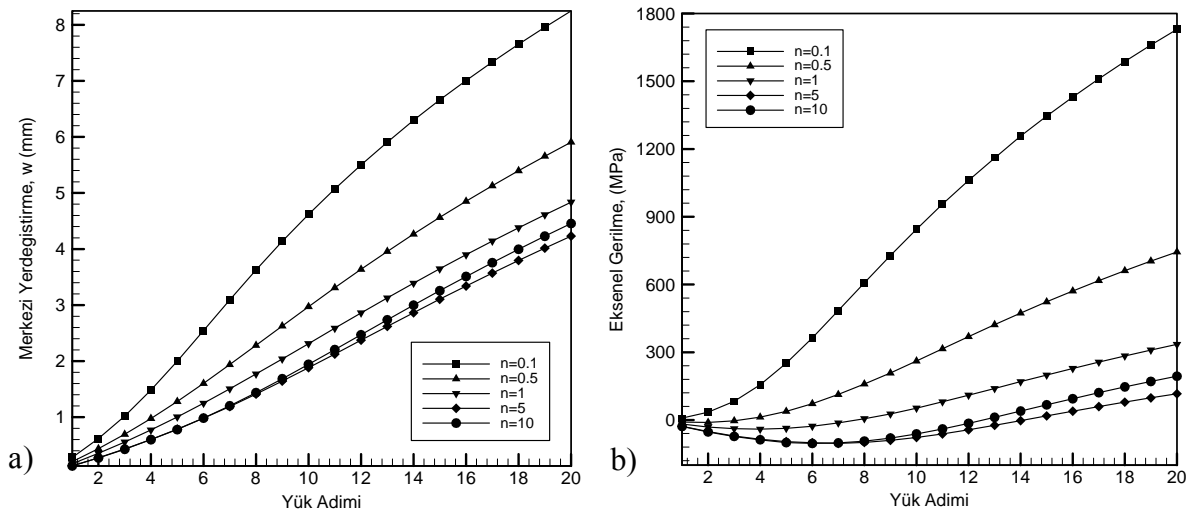 Merkezi Yerdegistirme, w (mm)
8
7
6
5
4
3
2
1
2 4 6 8 10 12 14 16 18 20
Yük Adimi
n=0.1
n=0.5
n=1
n=5
n=10
a)
Eksenel Gerilme, (MPa)
1800
1500
1200
900
600
300
0
2 4 6 8 10 12 14 16 18 20
Yük Adimi
n=0.1
n=0.5
n=1
n=5
n=10
b)